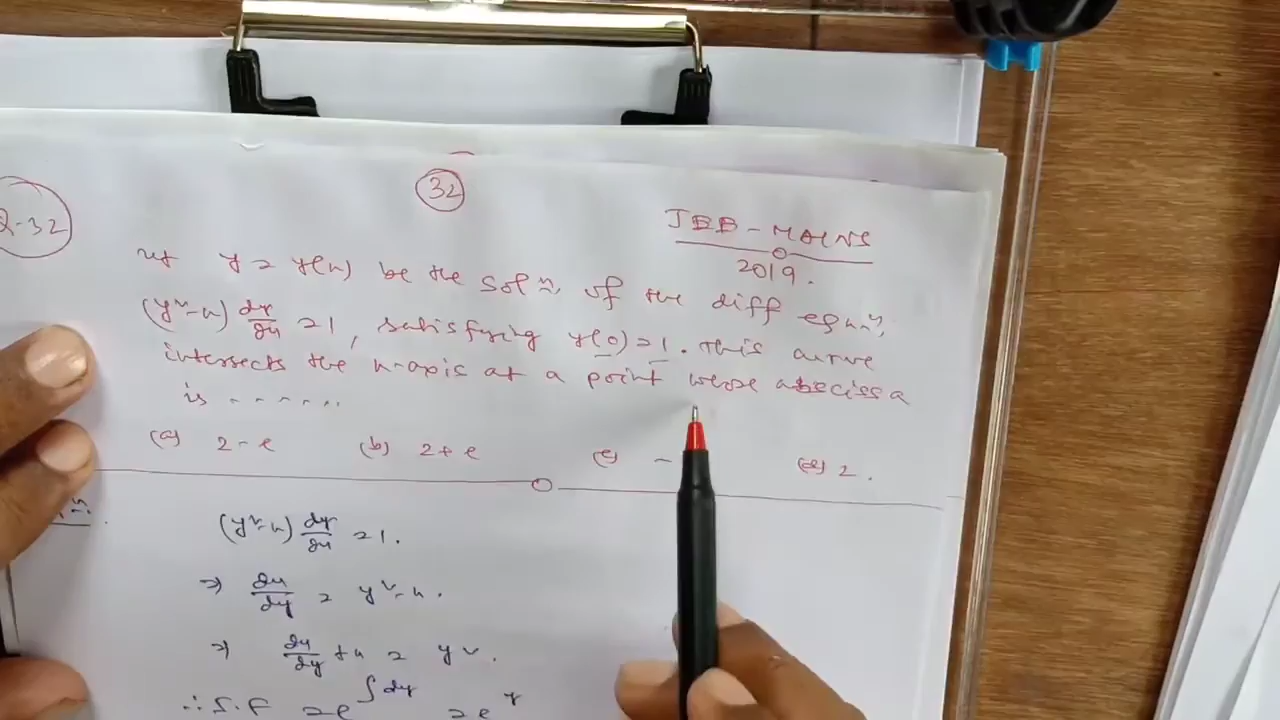 32
Q-32
JEE-MAINS
2019.
Let y = y(x) be the solⁿ. of the diff eqnⁿ,
(y²-x) dy/dx = 1, satisfying y(0) = 1. This curve
intersects the x-axis at a point whose abscissa
is ......
(a) 2-e (b) 2+e (c) - (d) 2.
(y²-x) dy/dx = 1.
⇒ dx/dy = y²-x.
⇒ dx/dy + x = y².
∴ I.F = e^∫dy = e^y